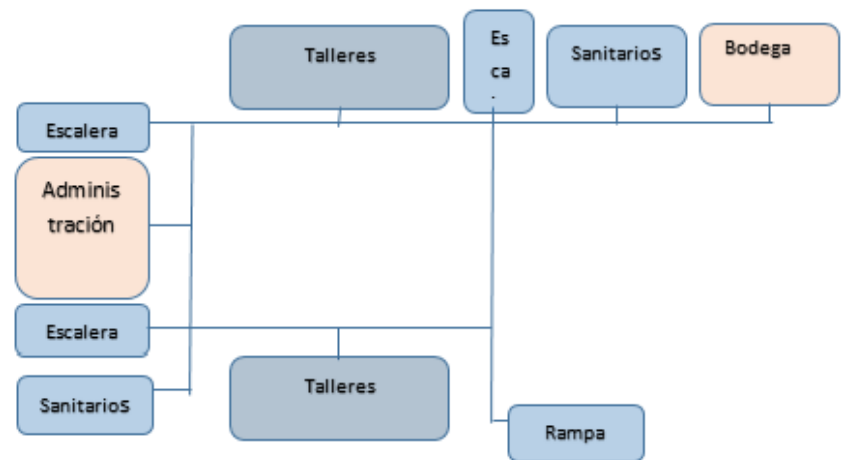 Talleres
Es
ca
.
Sanitarios
Bodega
Escalera
Adminis
tración
Escalera
Sanitarios
Talleres
Rampa